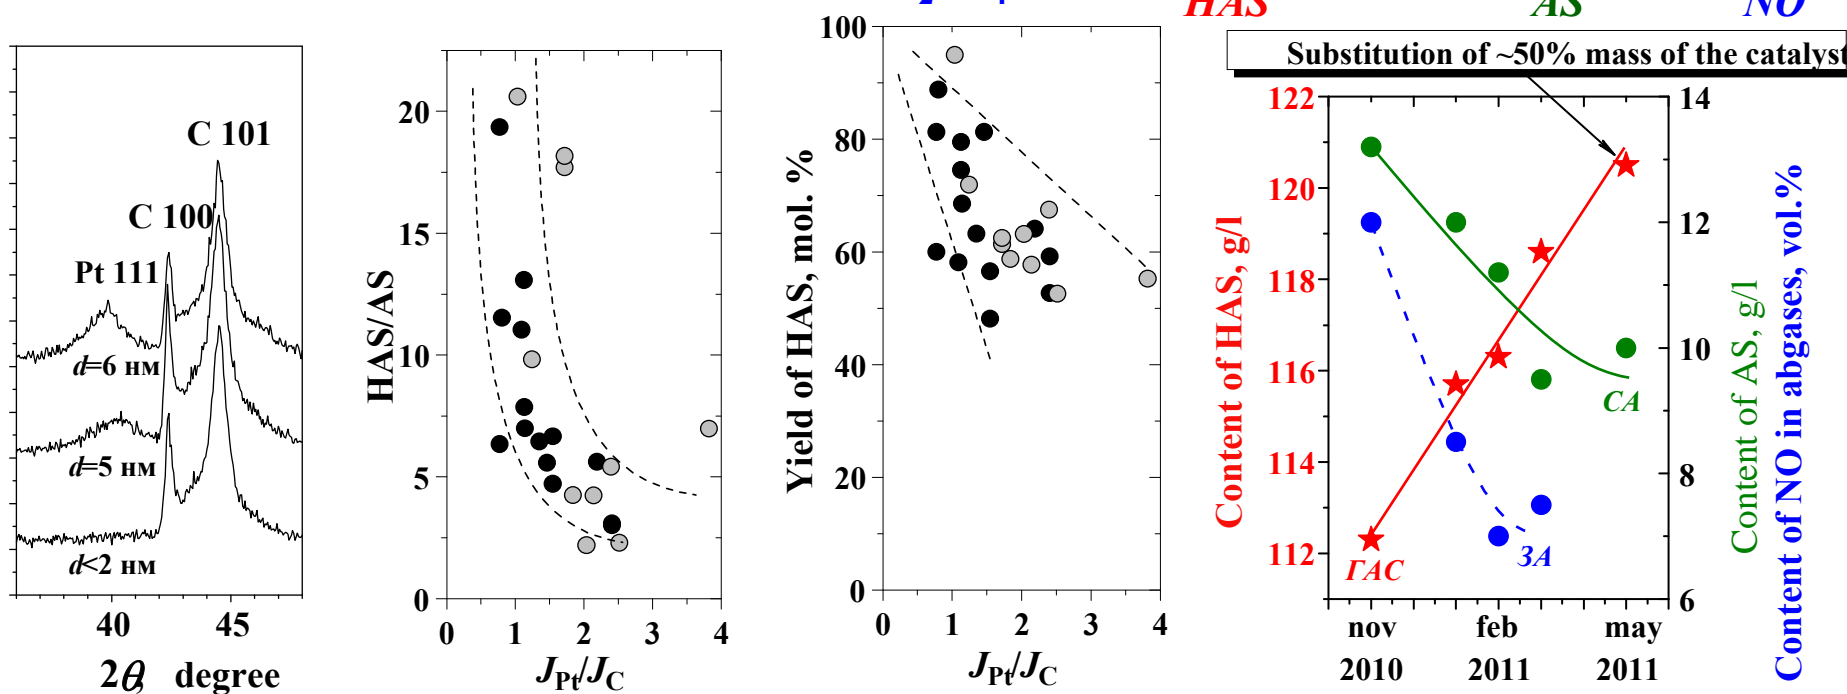 HAS AS NO
Substitution of ~50% mass of the catalyst
C 101
C 100
Pt 111
d=6 нм
d=5 нм
d<2 нм
40 45
2θ, degree
HAS/AS
20
15
10
5
0
0 1 2 3 4
JPt/JC
Yield of HAS, mol. %
100
80
60
40
20
0
0 1 2 3 4
JPt/JC
Content of HAS, g/l
122
120
118
116
114
112
ГАС
СА
ЗА
14
12
10
8
6
Content of AS, g/l
Content of NO in abgases, vol.%
nov feb may
2010 2011 2011